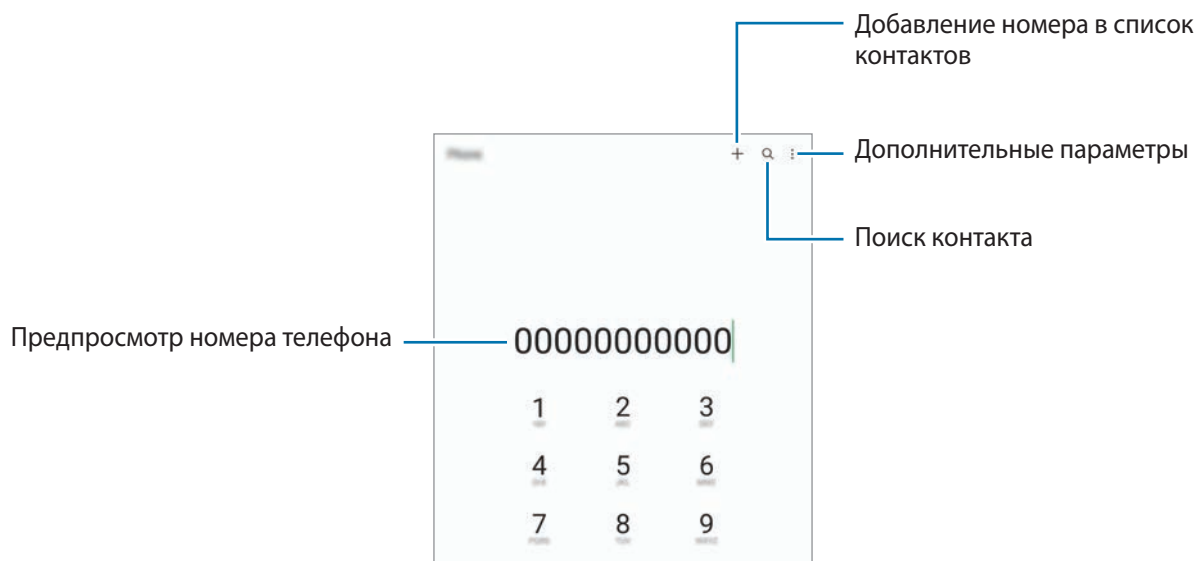 Добавление номера в список
контактов
Дополнительные параметры
Поиск контакта
Предпросмотр номера телефона
00000000000
1 2 3
4 5 6
7 8 9